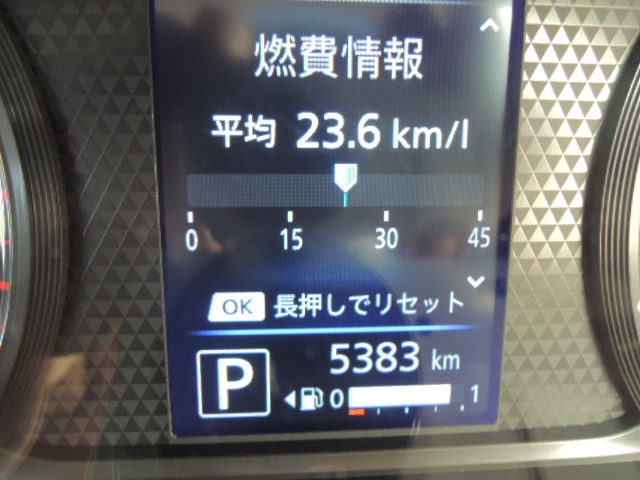 燃費情報
平均 23.6 km/l
0 15 30 45
OK 長押しでリセット
P 5383 km
0 1